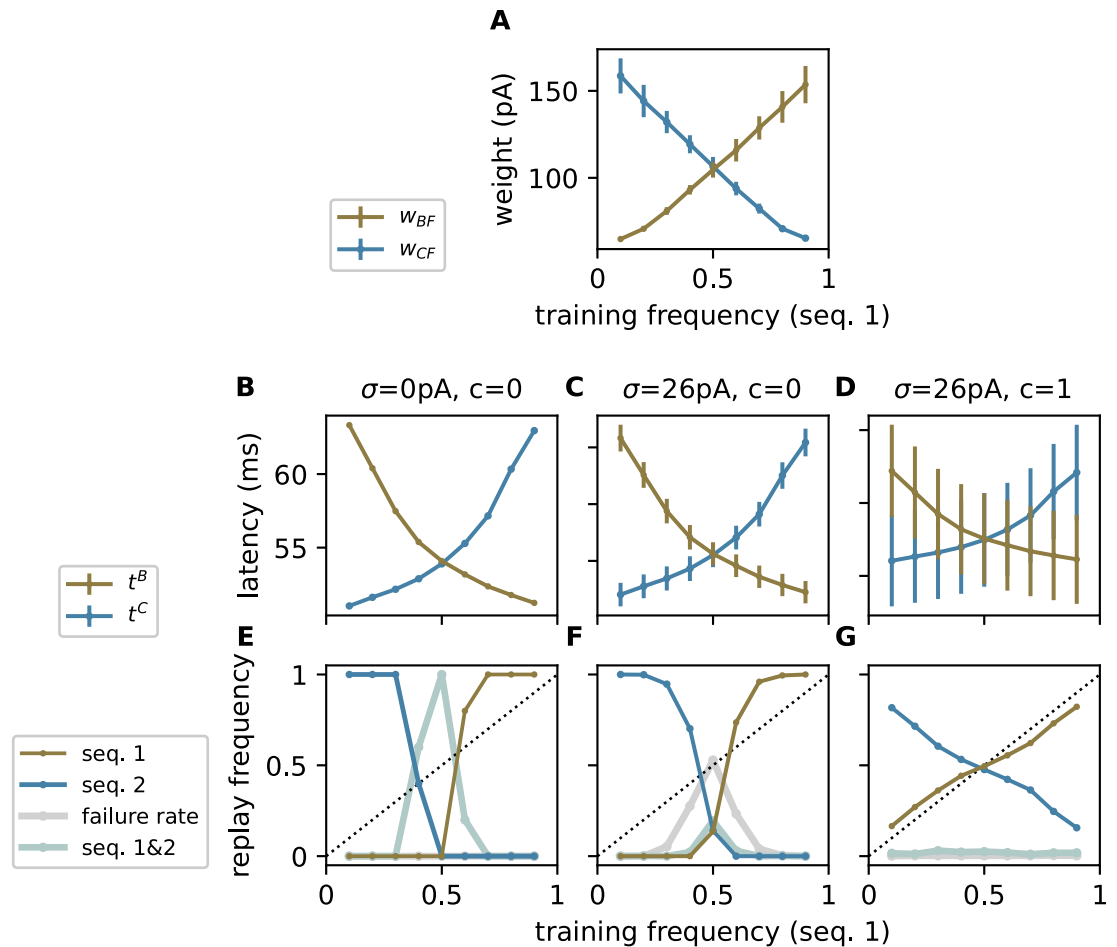 A
150
100
weight (pA)
w_BF
w_CF
0
0.5
1
training frequency (seq. 1)
B
σ=0pA, c=0
C
σ=26pA, c=0
D
σ=26pA, c=1
60
55
latency (ms)
t^B
t^C
E
F
G
1
0.5
0
replay frequency
seq. 1
seq. 2
failure rate
seq. 1&2
0
0.5
1
0
0.5
1
0
0.5
1
training frequency (seq. 1)